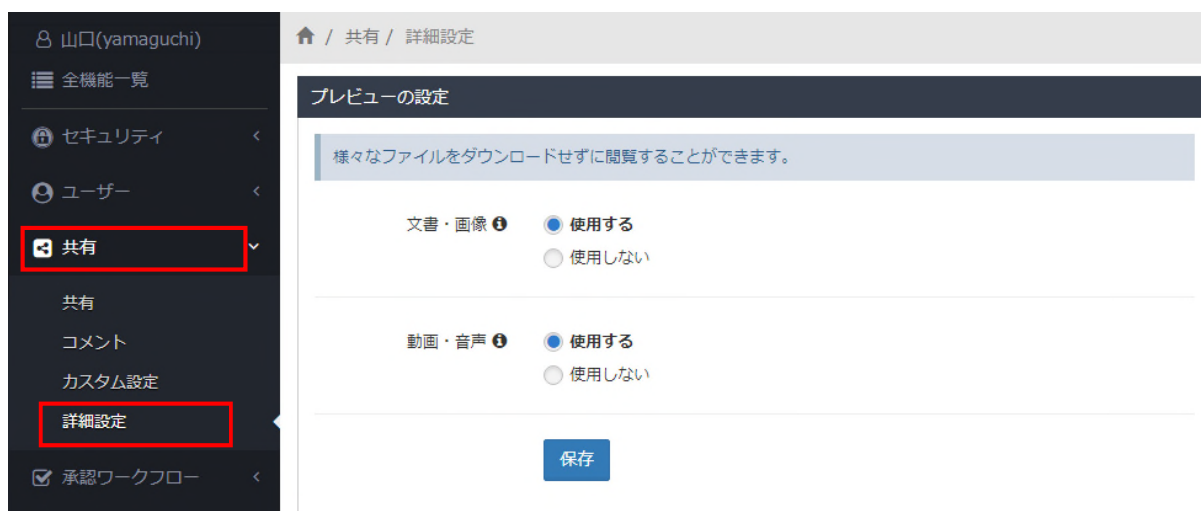 山口(yamaguchi)
全機能一覧
セキュリティ
ユーザー
共有
共有
コメント
カスタム設定
詳細設定
承認ワークフロー
/ 共有 / 詳細設定
プレビューの設定
様々なファイルをダウンロードせずに閲覧することができます。
文書・画像
使用する
使用しない
動画・音声
使用する
使用しない
保存